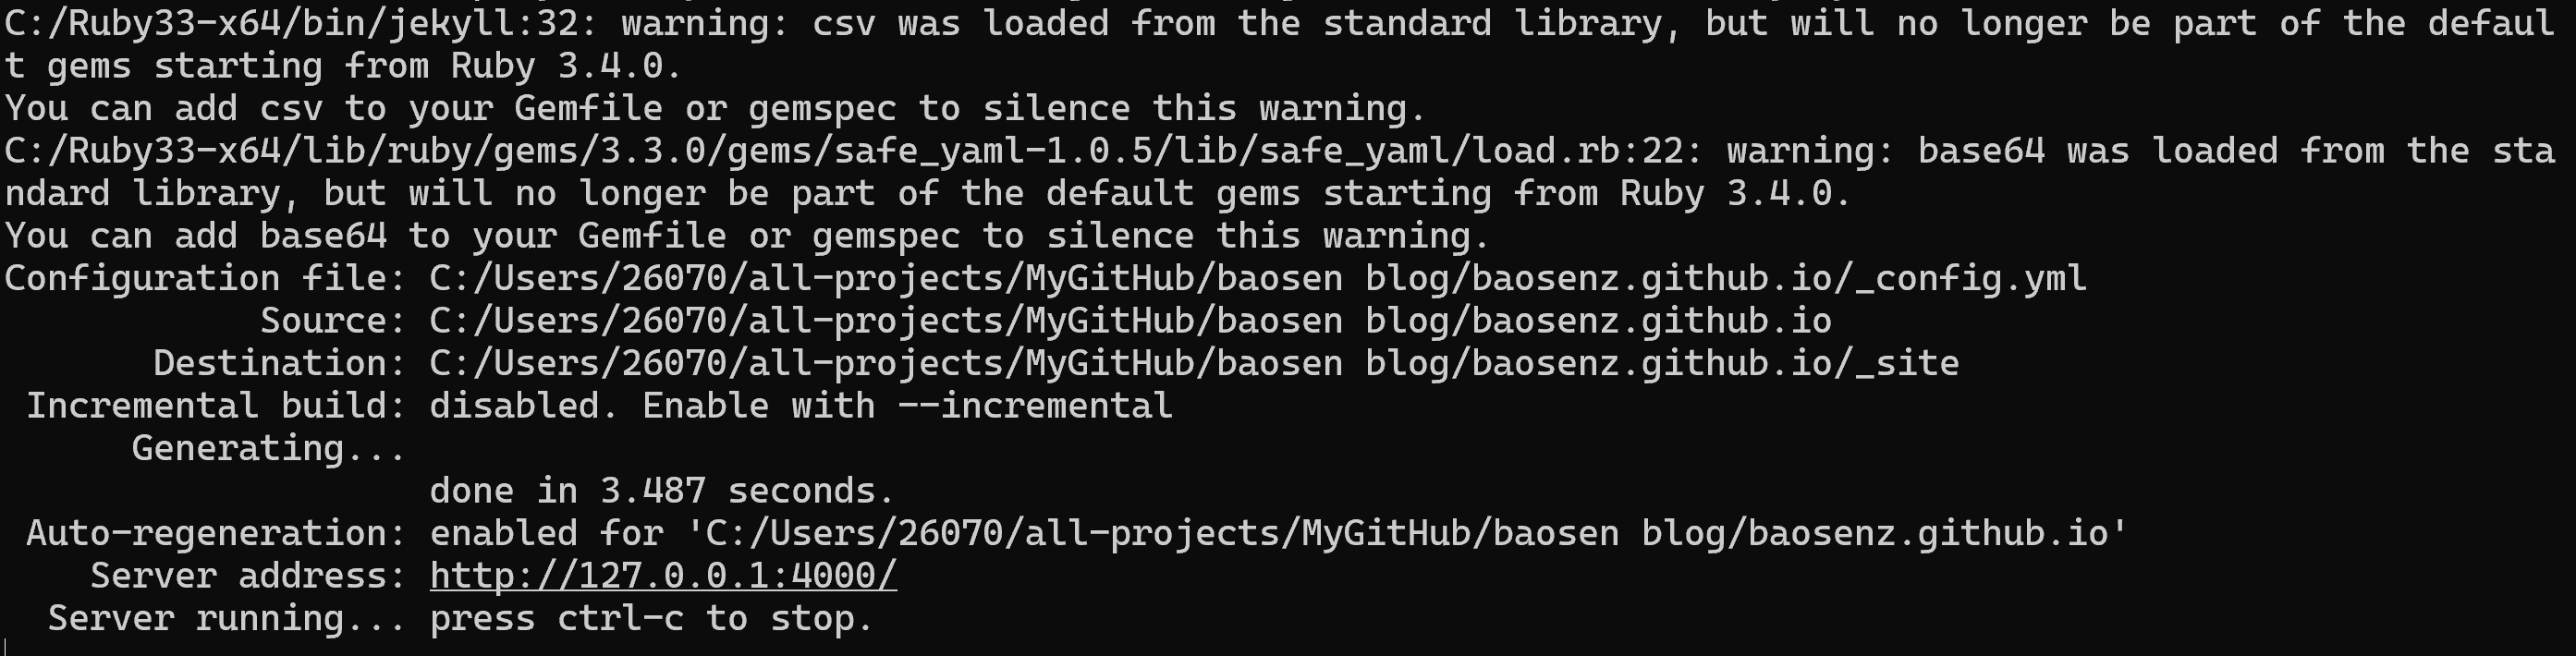 C:/Ruby33-x64/bin/jekyll:32: warning: csv was loaded from the standard library, but will no longer be part of the defaul
t gems starting from Ruby 3.4.0.
You can add csv to your Gemfile or gemspec to silence this warning.
C:/Ruby33-x64/lib/ruby/gems/3.3.0/gems/safe_yaml-1.0.5/lib/safe_yaml/load.rb:22: warning: base64 was loaded from the sta
ndard library, but will no longer be part of the default gems starting from Ruby 3.4.0.
You can add base64 to your Gemfile or gemspec to silence this warning.
Configuration file: C:/Users/26070/all-projects/MyGitHub/baosen blog/baosenz.github.io/_config.yml
Source: C:/Users/26070/all-projects/MyGitHub/baosen blog/baosenz.github.io
Destination: C:/Users/26070/all-projects/MyGitHub/baosen blog/baosenz.github.io/_site
Incremental build: disabled. Enable with --incremental
Generating...
done in 3.487 seconds.
Auto-regeneration: enabled for 'C:/Users/26070/all-projects/MyGitHub/baosen blog/baosenz.github.io'
Server address: http://127.0.0.1:4000/
Server running... press ctrl-c to stop.